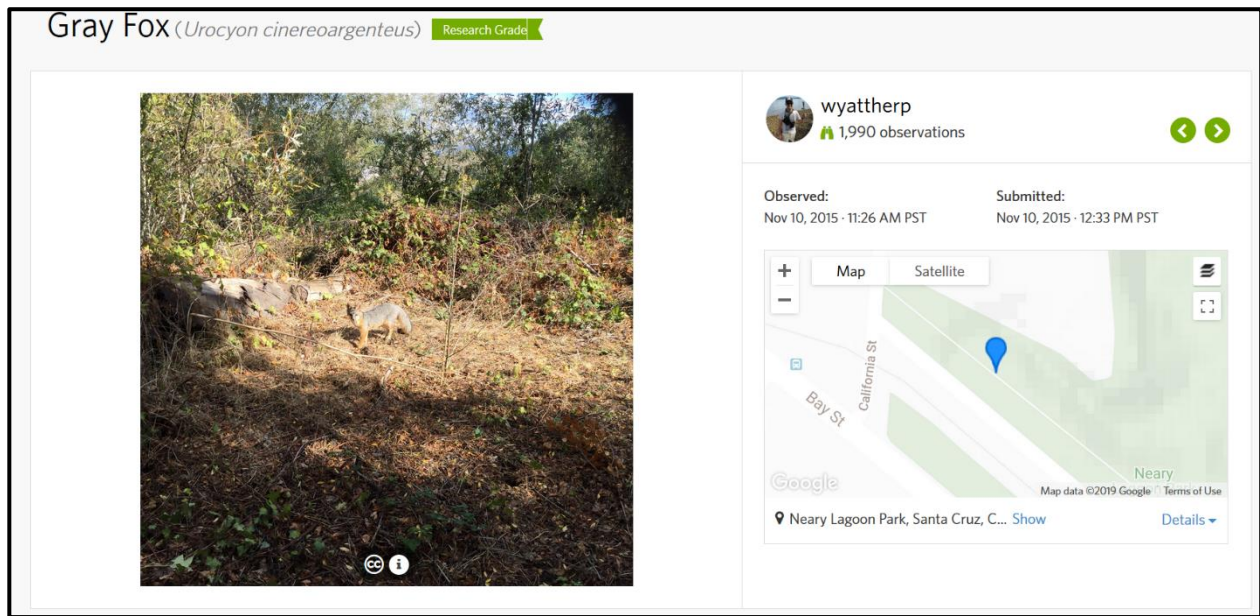 Gray Fox (Urocyon cinereoargenteus) Research Grade
wyattherp
1,990 observations
Observed:
Nov 10, 2015 · 11:26 AM PST
Submitted:
Nov 10, 2015 · 12:33 PM PST
+
Map Satellite
−
California St
Bay St
Neary
Google
Map data ©2019 Google Terms of Use
Neary Lagoon Park, Santa Cruz, C... Show Details
cc i